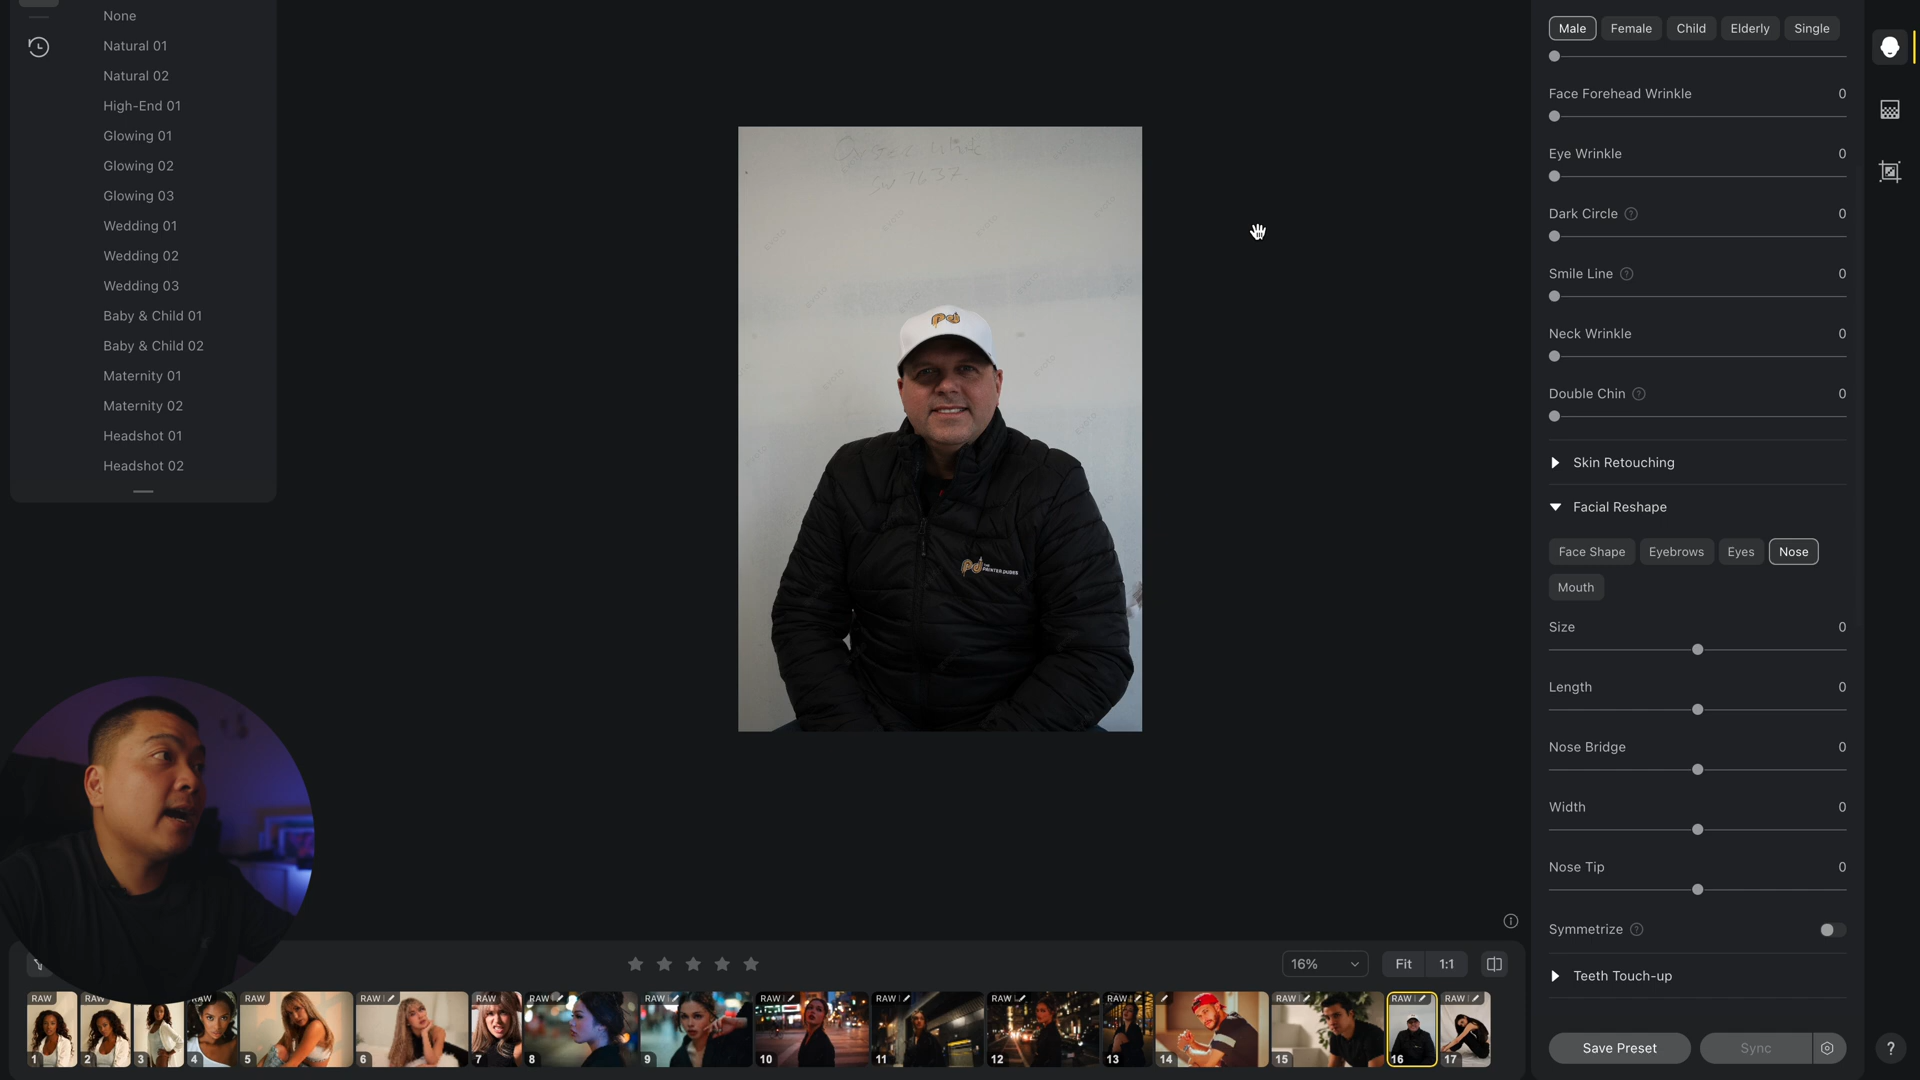 None
Natural 01
Natural 02
High-End 01
Glowing 01
Glowing 02
Glowing 03
Wedding 01
Wedding 02
Wedding 03
Baby & Child 01
Baby & Child 02
Maternity 01
Maternity 02
Headshot 01
Headshot 02
Male Female Child Elderly Single
Face Forehead Wrinkle 0
Eye Wrinkle 0
Dark Circle ? 0
Smile Line ? 0
Neck Wrinkle 0
Double Chin ? 0
Skin Retouching
Facial Reshape
Face Shape Eyebrows Eyes Nose
Mouth
Size 0
Length 0
Nose Bridge 0
Width 0
Nose Tip 0
Symmetrize ?
Teeth Touch-up
Save Preset Sync ?
evoto
Pd
Pd THE PAINTER DUDES
16% Fit 1:1
RAW RAW RAW RAW RAW RAW RAW RAW RAW RAW RAW RAW RAW RAW RAW
1 2 3 4 5 6 7 8 9 10 11 12 13 14 15 16 17